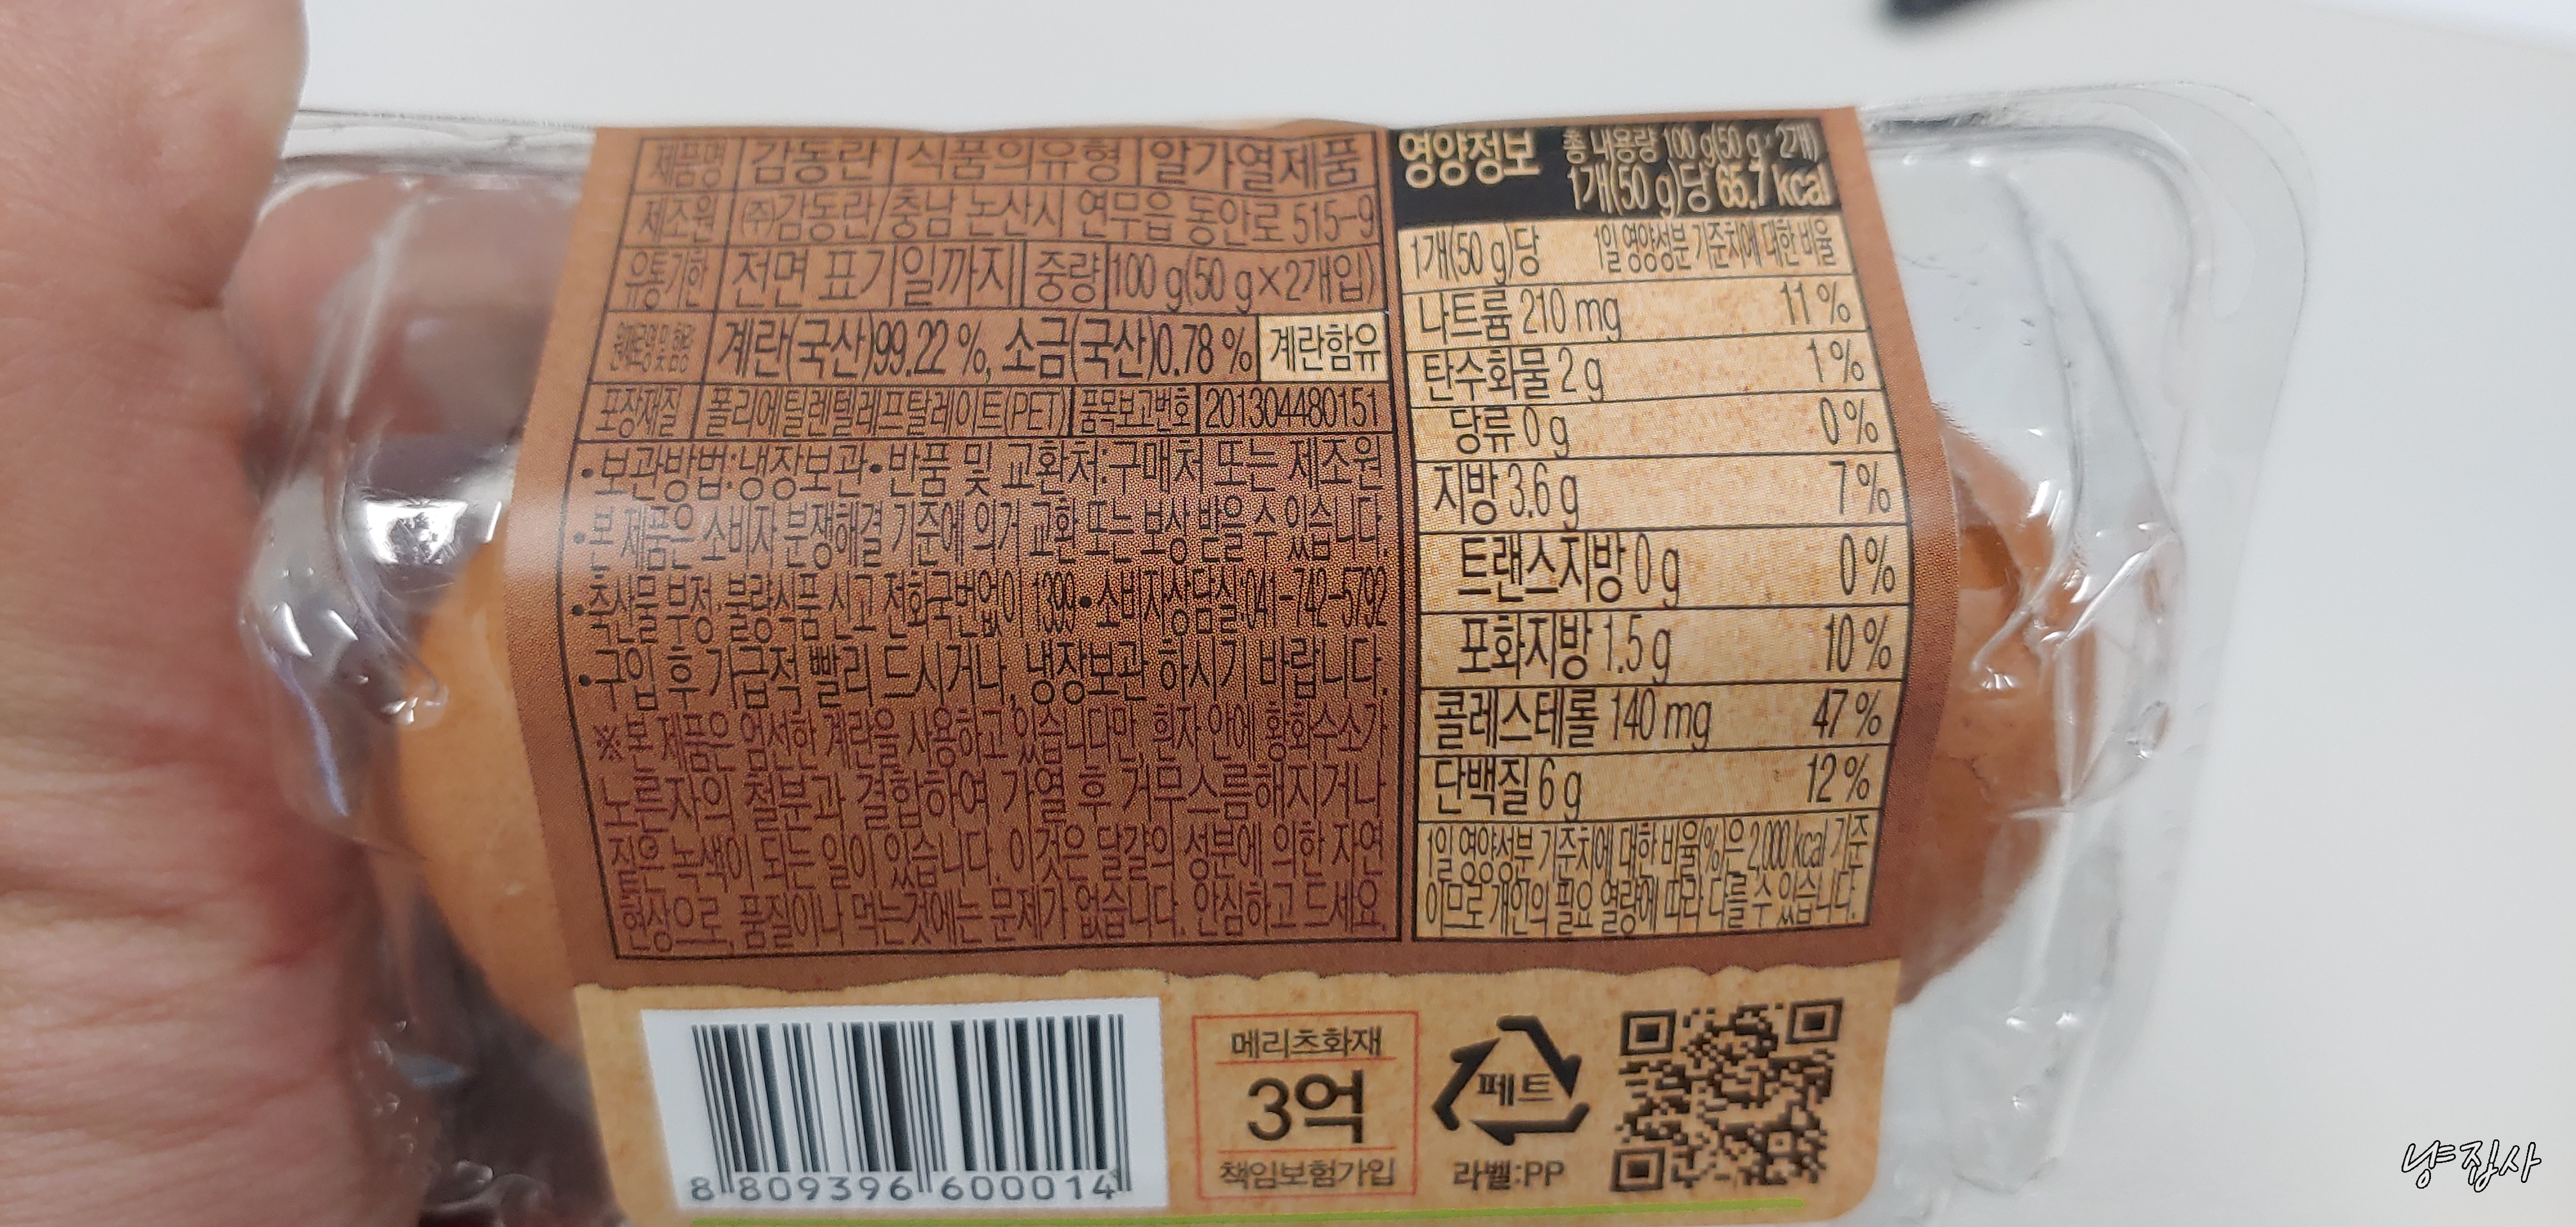 제품명 감동란 식품의유형 알가열제품
제조원 (주)감동란/충남 논산시 연무읍 동안로 515-9
유통기한 전면 표기일까지 중량 100 g(50 g×2개입)
원재료명 및 함량 계란(국산)99.22 %, 소금(국산)0.78 % 계란함유
포장재질 폴리에틸렌텔레프탈레이트(PET) 품목보고번호 201304480151
•보관방법:냉장보관•반품 및 교환처:구매처 또는 제조원
•본 제품은 소비자 분쟁해결 기준에 의거 교환 또는 보상 받을 수 있습니다.
•축산물 부정·불량식품 신고 전화국번없이 1399•소비자상담실:041-742-5792
•구입 후 가급적 빨리 드시거나, 냉장보관 하시기 바랍니다.
※본 제품은 엄선한 계란을 사용하고 있습니다만, 흰자 안에 황화수소가
노른자의 철분과 결합하여 가열 후 거무스름해지거나
짙은 녹색이 되는 일이 있습니다. 이것은 달걀의 성분에 의한 자연
현상으로, 품질이나 먹는것에는 문제가 없습니다. 안심하고 드세요.
영양정보 총 내용량 100 g(50 g×2개)
1개(50 g)당 65.7 kcal
1개(50 g)당 1일 영양성분 기준치에 대한 비율
나트륨 210 mg 11 %
탄수화물 2 g 1 %
당류 0 g 0 %
지방 3.6 g 7 %
트랜스지방 0 g 0 %
포화지방 1.5 g 10 %
콜레스테롤 140 mg 47 %
단백질 6 g 12 %
1일 영양성분 기준치에 대한 비율(%)은 2,000 kcal 기준
이므로 개인의 필요 열량에 따라 다를 수 있습니다.
8 809396 600014
메리츠화재
3억
책임보험가입
페트
라벨:PP
냥집사